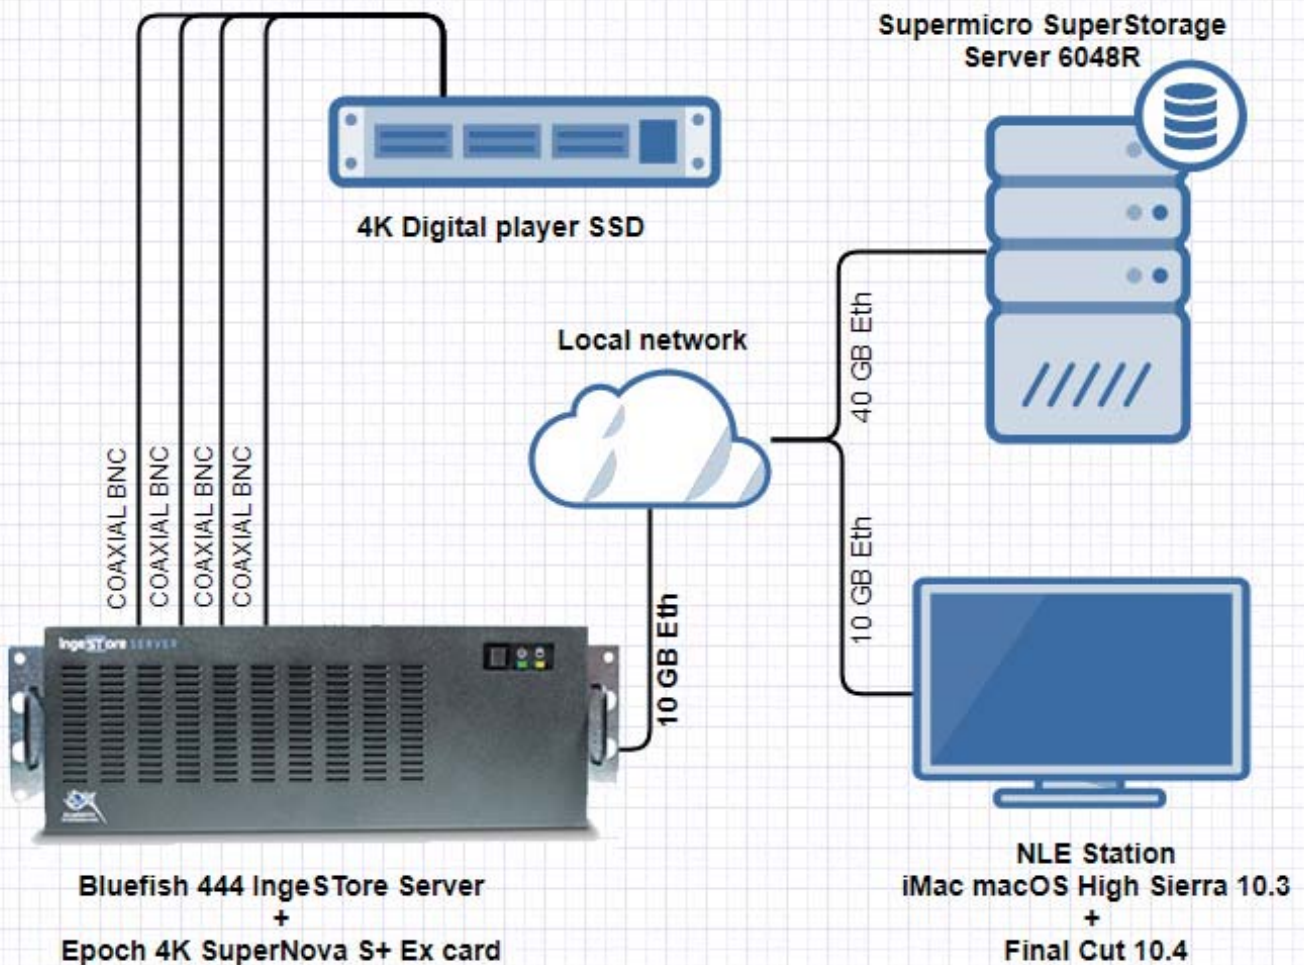 Supermicro SuperStorage
Server 6048R
4K Digital player SSD
Local network
40 GB Eth
10 GB Eth
COAXIAL BNC
COAXIAL BNC
COAXIAL BNC
COAXIAL BNC
10 GB Eth
IngeSTore SERVER
Bluefish 444 IngeSTore Server
+
Epoch 4K SuperNova S+ Ex card
NLE Station
iMac macOS High Sierra 10.3
+
Final Cut 10.4